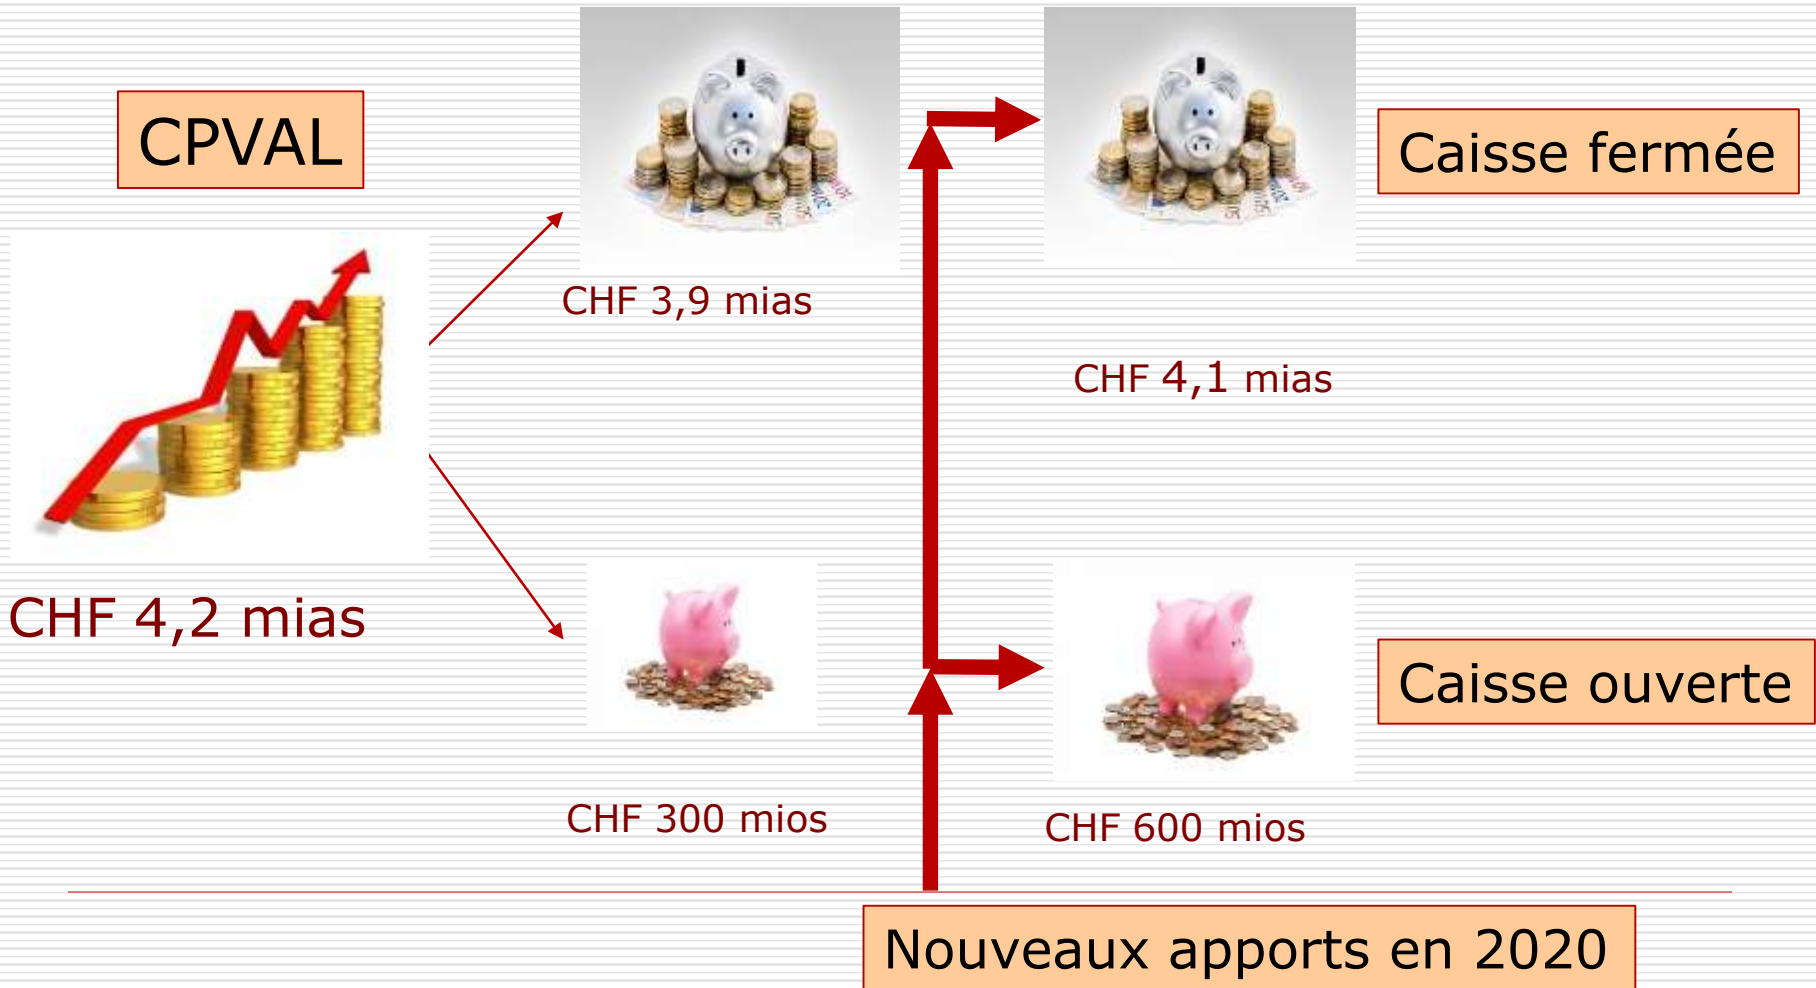 CPVAL
Caisse fermée
CHF 3,9 mias
CHF 4,1 mias
CHF 4,2 mias
Caisse ouverte
CHF 300 mios
CHF 600 mios
Nouveaux apports en 2020